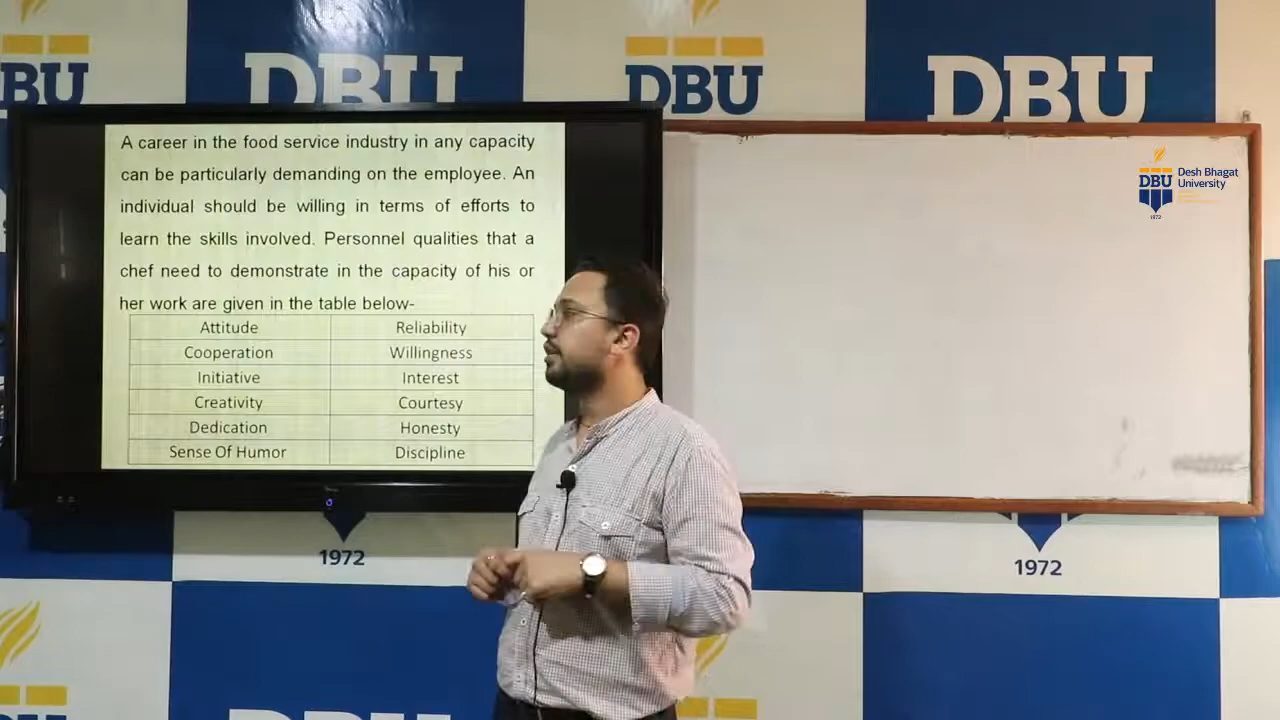 DBU
DBU
DBU
DBU
A career in the food service industry in any capacity
can be particularly demanding on the employee. An
individual should be willing in terms of efforts to
learn the skills involved. Personnel qualities that a
chef need to demonstrate in the capacity of his or
her work are given in the table below-
Attitude Reliability
Cooperation Willingness
Initiative Interest
Creativity Courtesy
Dedication Honesty
Sense Of Humor Discipline
DBU
Desh Bhagat
University
1972
1972
1972
DBU